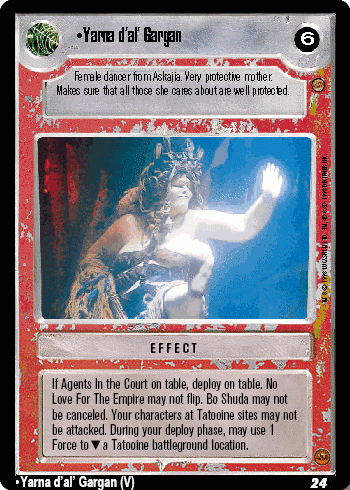 •Yarna d'al' Gargan
6
Female dancer from Askajia. Very protective mother.
Makes sure that all those she cares about are well protected.
EFFECT
If Agents In the Court on table, deploy on table. No
Love For The Empire may not flip. Bo Shuda may not
be canceled. Your characters at Tatooine sites may not
be attacked. During your deploy phase, may use 1
Force to ▼ a Tatooine battleground location.
•Yarna d'al' Gargan (V)
24